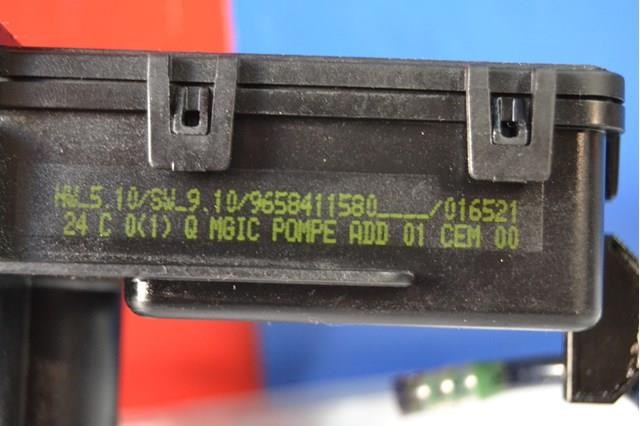 HW_5.10/SW_9.10/9658411580____/016521
24 C 0(1) Q MGIC POMPE ADD 01 CEM 00